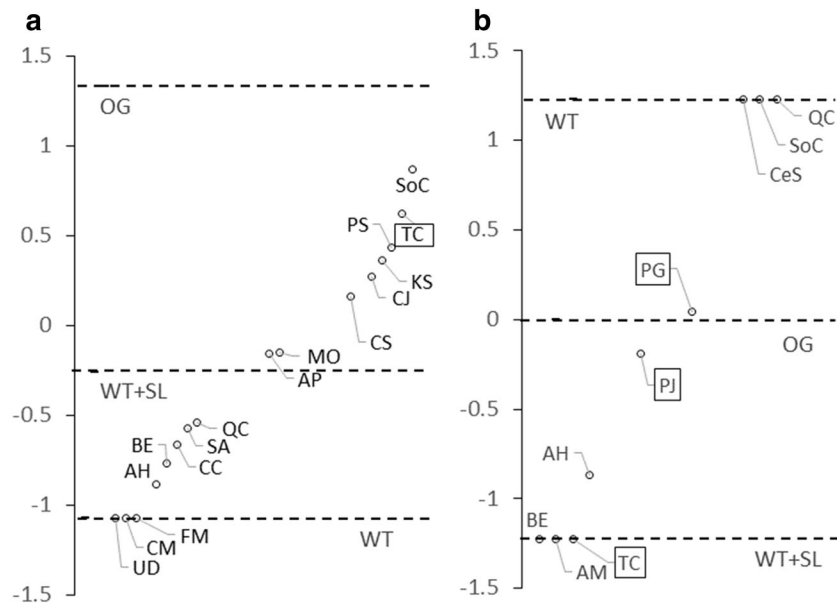 a
b
1.5
1
0.5
0
-0.5
-1
-1.5
OG
SoC
PS
TC
KS
CJ
CS
MO
AP
WT+SL
QC
BE
SA
AH
CC
FM
WT
CM
UD
1.5
1
0.5
0
-0.5
-1
-1.5
WT
QC
SoC
CeS
PG
OG
PJ
AH
BE
WT+SL
TC
AM